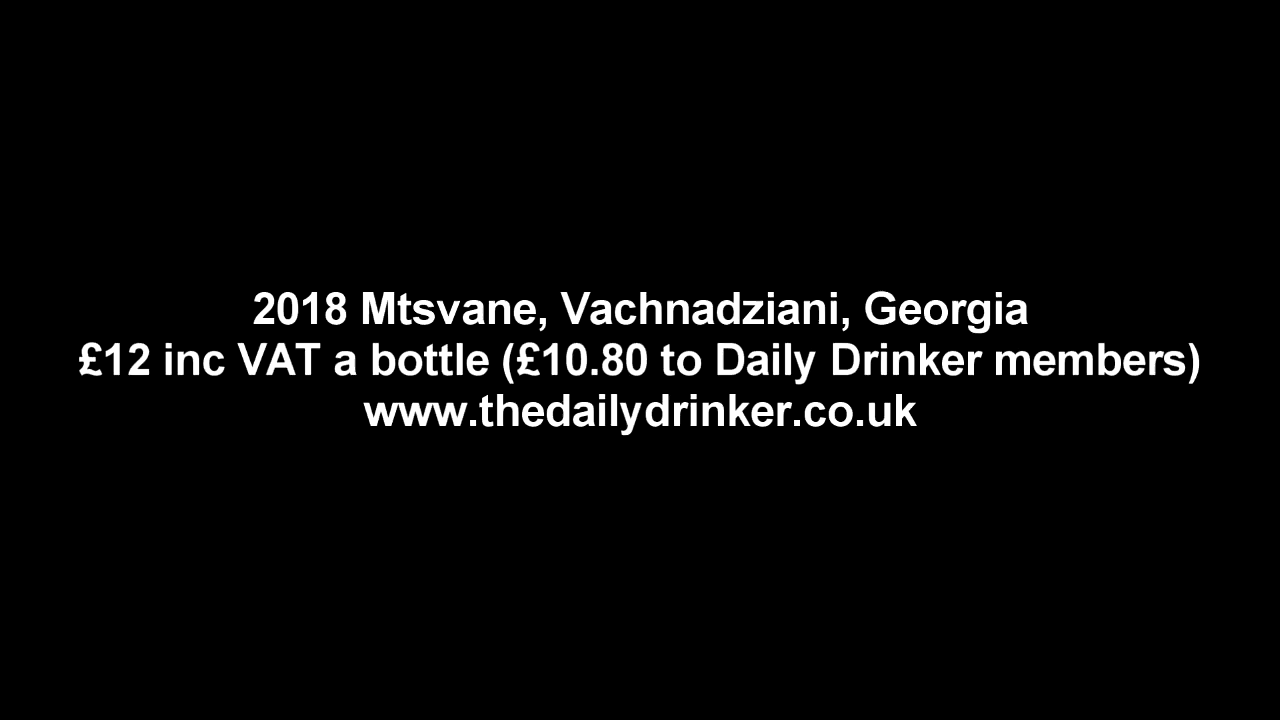 2018 Mtsvane, Vachnadziani, Georgia
£12 inc VAT a bottle (£10.80 to Daily Drinker members)
www.thedailydrinker.co.uk